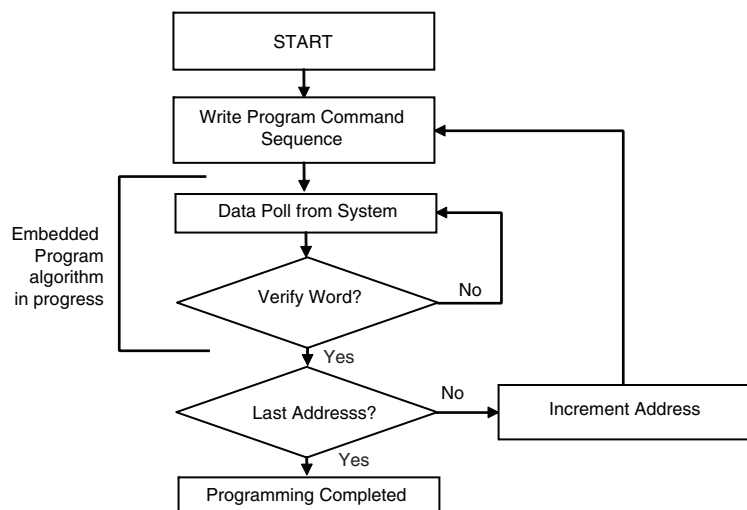 START
Write Program Command
Sequence
Data Poll from System
Embedded
Program
algorithm
in progress
Verify Word?
No
Yes
Last Addresss?
No
Increment Address
Yes
Programming Completed